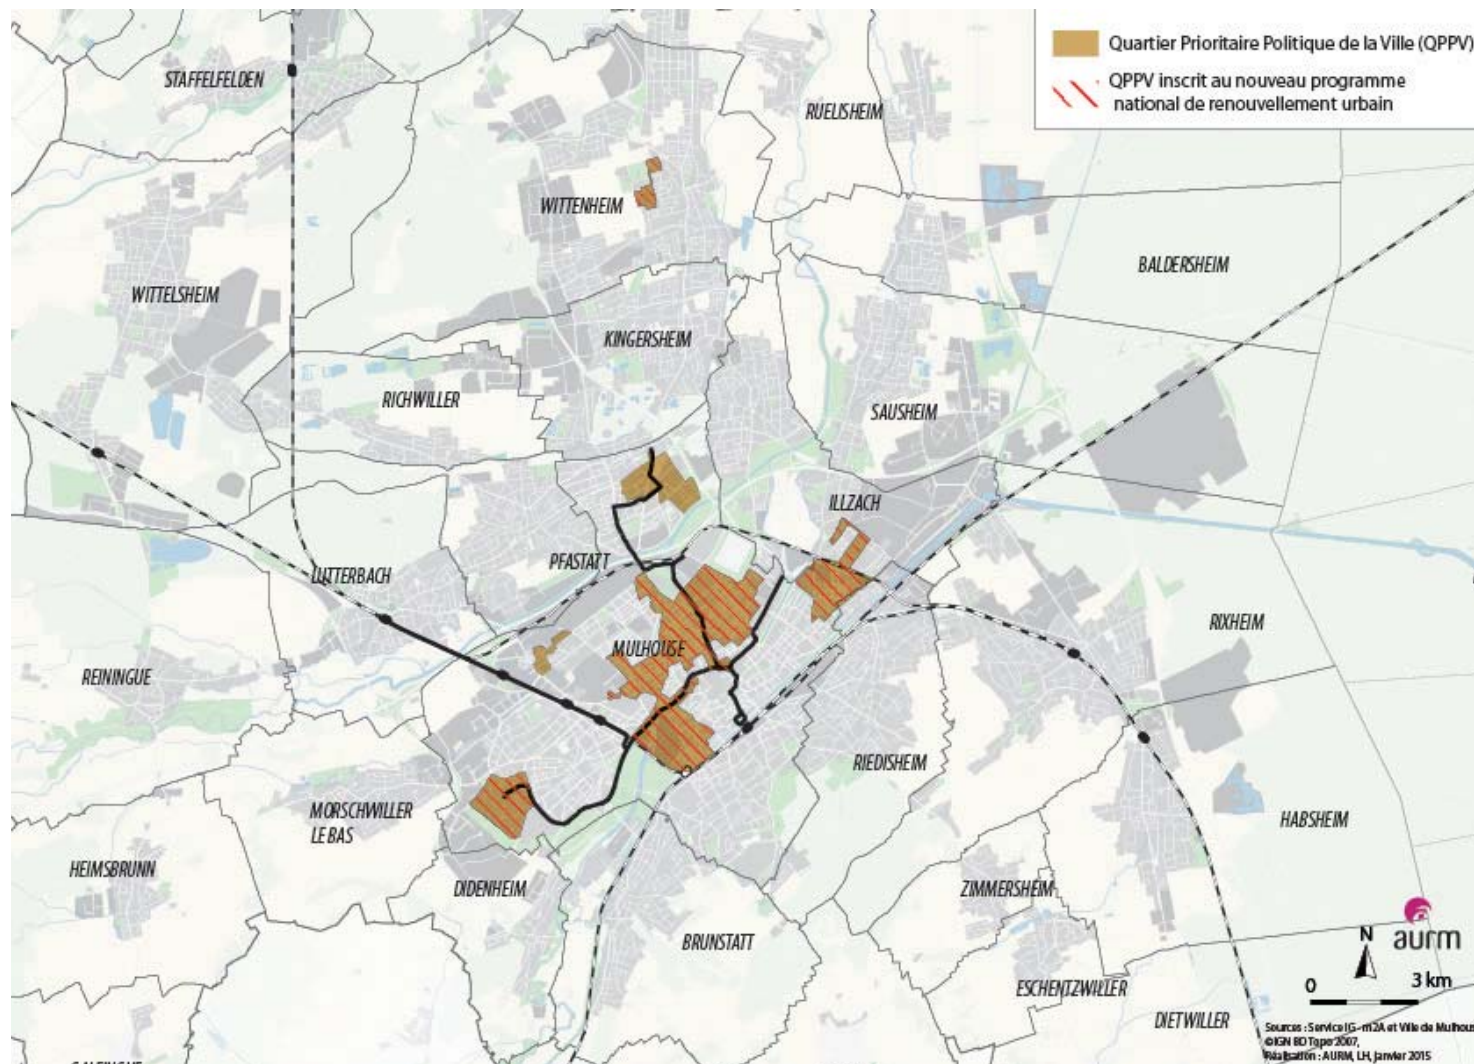 Quartier Prioritaire Politique de la Ville (QPPV)
QPPV inscrit au nouveau programme
national de renouvellement urbain
STAFFELFELDEN
RUELISHEIM
WITTENHEIM
BALDERSHEIM
WITTELSHEIM
KINGERSHEIM
RICHWILLER
SAUSHEIM
ILLZACH
PFASTATT
LUTTERBACH
RIXHEIM
MULHOUSE
REININGUE
RIEDISHEIM
MORSCHWILLER
LE BAS
HABSHEIM
HEIMSBRUNN
DIDENHEIM
ZIMMERSHEIM
BRUNSTATT
ESCHENTZWILLER
DIETWILLER
N
aurm
0
3 km
Sources : Service IG - m2A et Ville de Mulhous
©IGN BD Topo 2007,
Réalisation : AURM, LH, Janvier 2015